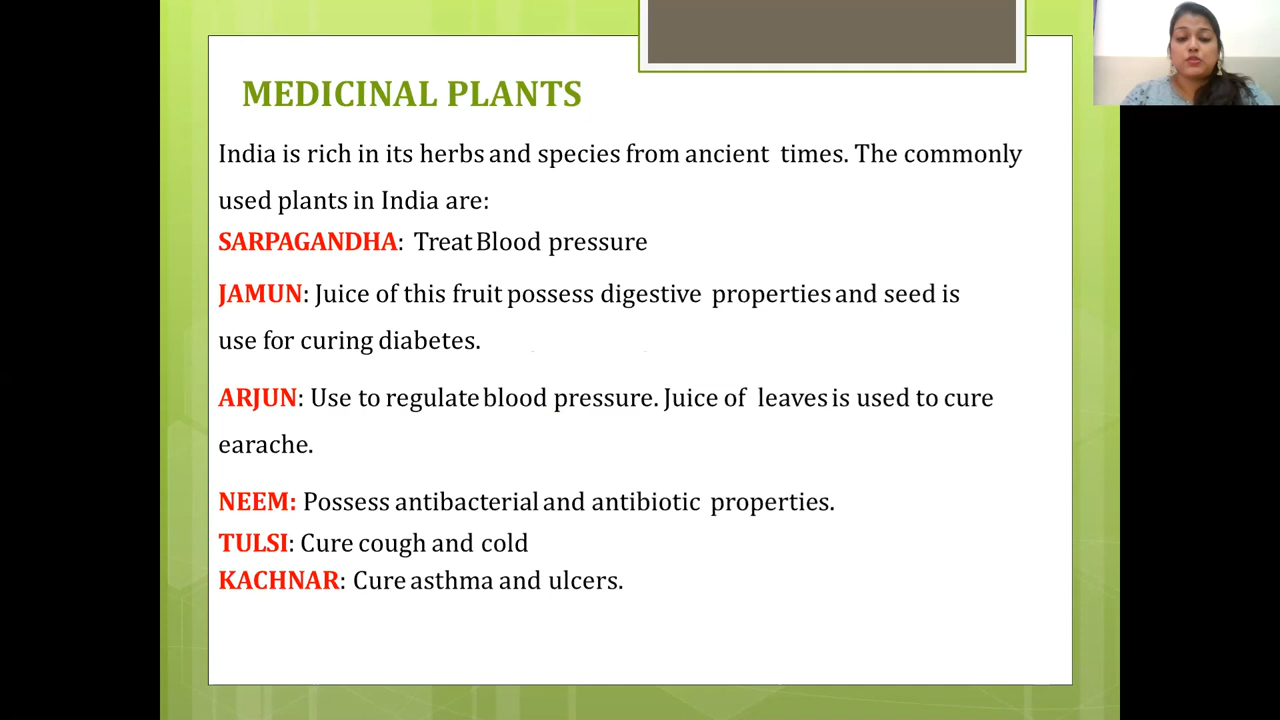 MEDICINAL PLANTS
India is rich in its herbs and species from ancient times. The commonly
used plants in India are:
SARPAGANDHA: Treat Blood pressure
JAMUN: Juice of this fruit possess digestive properties and seed is
use for curing diabetes.
ARJUN: Use to regulate blood pressure. Juice of leaves is used to cure
earache.
NEEM: Possess antibacterial and antibiotic properties.
TULSI: Cure cough and cold
KACHNAR: Cure asthma and ulcers.